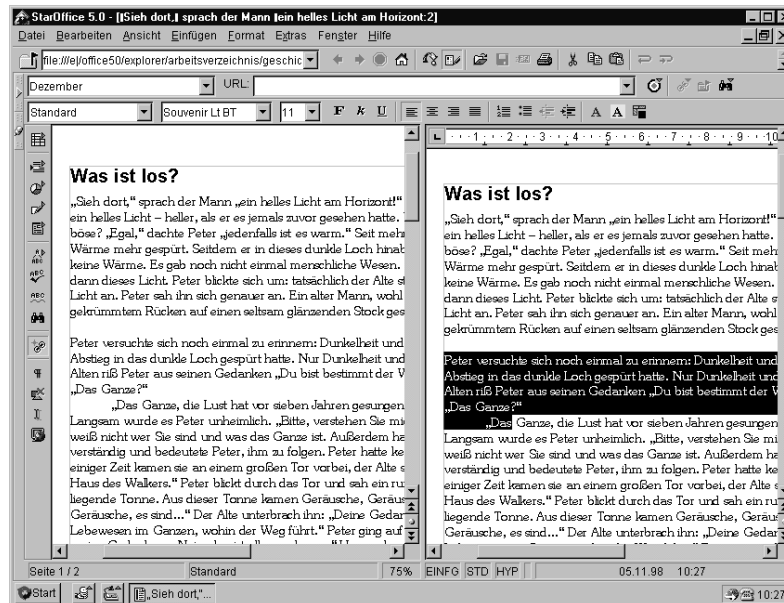 StarOffice 5.0 - [„Sieh dort,„ sprach der Mann „ein helles Licht am Horizont:2]
Datei Bearbeiten Ansicht Einfügen Format Extras Fenster Hilfe
file:///e|/office50/explorer/arbeitsverzeichnis/geschic
Dezember URL:
Standard Souvenir Lt BT 11 F k U
Was ist los?
„Sieh dort,“ sprach der Mann „ein helles Licht am Horizont!“
ein helles Licht – heller, als er es jemals zuvor gesehen hatte.
böse? „Egal,“ dachte Peter „jedenfalls ist es warm.“ Seit mehr
Wärme mehr gespürt. Seitdem er in dieses dunkle Loch hinab
keine Wärme. Es gab noch nicht einmal menschliche Wesen.
dann dieses Licht. Peter blickte sich um: tatsächlich der Alte st
Licht an. Peter sah ihn sich genauer an. Ein alter Mann, wohl
gekrümmtem Rücken auf einen seltsam glänzenden Stock ges
Peter versuchte sich noch einmal zu erinnern: Dunkelheit und
Abstieg in das dunkle Loch gespürt hatte. Nur Dunkelheit und
Alten riß Peter aus seinen Gedanken „Du bist bestimmt der W
„Das Ganze?“
„Das Ganze, die Lust hat vor sieben Jahren gesungen
Langsam wurde es Peter unheimlich. „Bitte, verstehen Sie mi
weiß nicht wer Sie sind und was das Ganze ist. Außerdem ha
verständig und bedeutete Peter, ihm zu folgen. Peter hatte ke
einiger Zeit kamen sie an einem großen Tor vorbei, der Alte s
Haus des Walkers.“ Peter blickt durch das Tor und sah ein ru
liegende Tonne. Aus dieser Tonne kamen Geräusche, Geräus
Geräusche, es sind...“ Der Alte unterbrach ihn: „Deine Gedar
Lebewesen im Ganzen, wohin der Weg führt.“ Peter ging auf
1 2 3 4 5 6 7 8 9 10
Was ist los?
„Sieh dort,“ sprach der Mann „ein helles Licht am Horizont!“
ein helles Licht – heller, als er es jemals zuvor gesehen hatte.
böse? „Egal,“ dachte Peter „jedenfalls ist es warm.“ Seit mehr
Wärme mehr gespürt. Seitdem er in dieses dunkle Loch hinab
keine Wärme. Es gab noch nicht einmal menschliche Wesen.
dann dieses Licht. Peter blickte sich um: tatsächlich der Alte st
Licht an. Peter sah ihn sich genauer an. Ein alter Mann, wohl
gekrümmtem Rücken auf einen seltsam glänzenden Stock ges
Peter versuchte sich noch einmal zu erinnern: Dunkelheit und
Abstieg in das dunkle Loch gespürt hatte. Nur Dunkelheit und
Alten riß Peter aus seinen Gedanken „Du bist bestimmt der W
„Das Ganze?“
„Das Ganze, die Lust hat vor sieben Jahren gesungen
Langsam wurde es Peter unheimlich. „Bitte, verstehen Sie mi
weiß nicht wer Sie sind und was das Ganze ist. Außerdem ha
verständig und bedeutete Peter, ihm zu folgen. Peter hatte ke
einiger Zeit kamen sie an einem großen Tor vorbei, der Alte s
Haus des Walkers.“ Peter blickt durch das Tor und sah ein ru
liegende Tonne. Aus dieser Tonne kamen Geräusche, Geräus
Geräusche, es sind...“ Der Alte unterbrach ihn: „Deine Gedar
Seite 1 / 2 Standard 75% EINFG STD HYP 05.11.98 10:27
Start „Sieh dort,“... 10:27